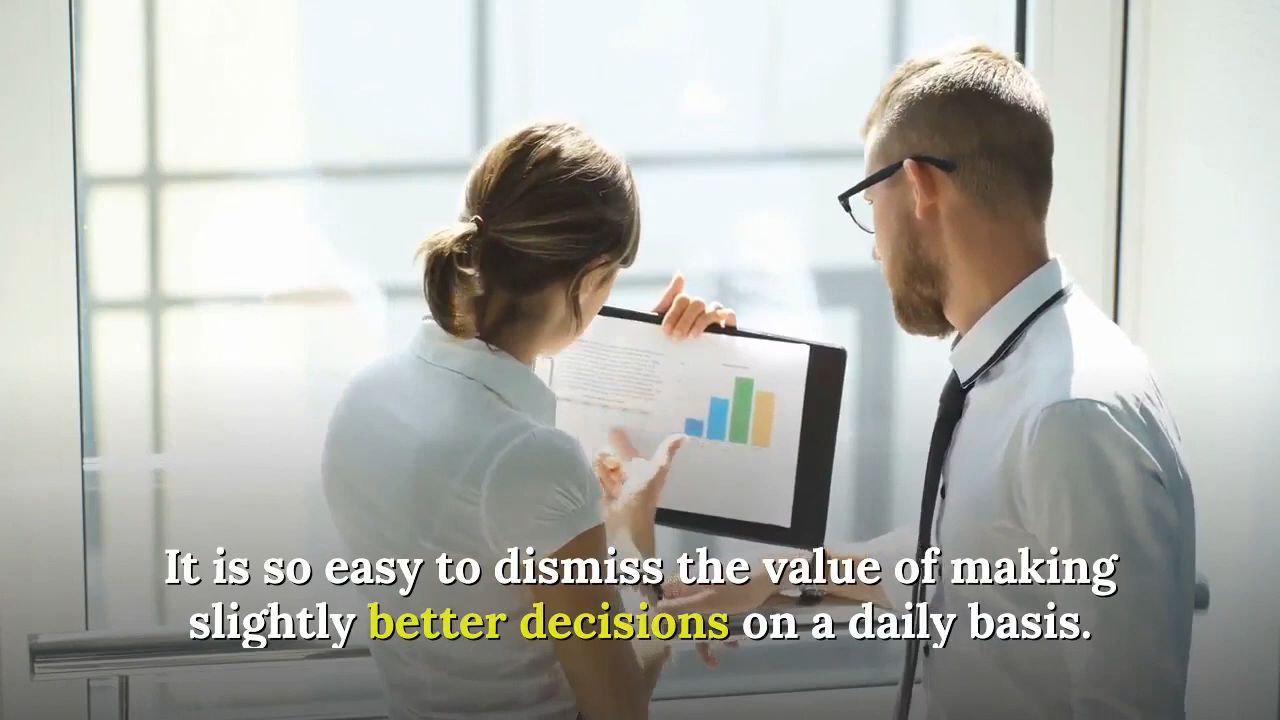 It is so easy to dismiss the value of making
slightly better decisions on a daily basis.